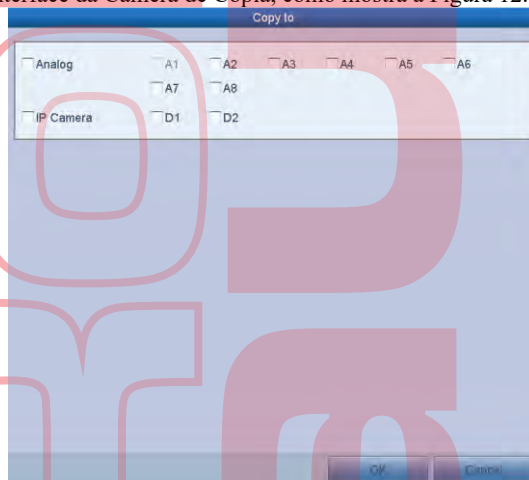 terface da Câmera de Cópia, como mostra a Figura 12.
Copy to
Analog A1 A2 A3 A4 A5 A6
A7 A8
IP Camera D1 D2
OK Cancel